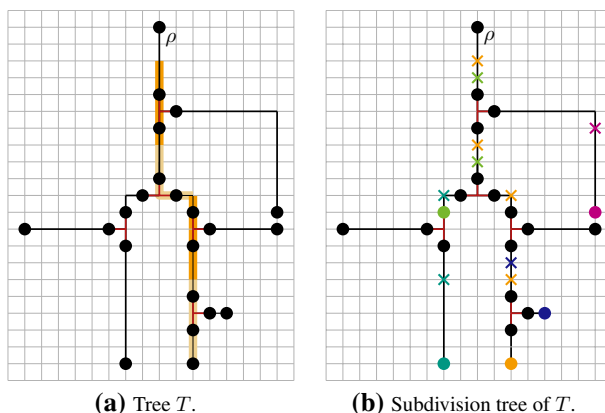 ρ
ρ
(a) Tree T.
(b) Subdivision tree of T.